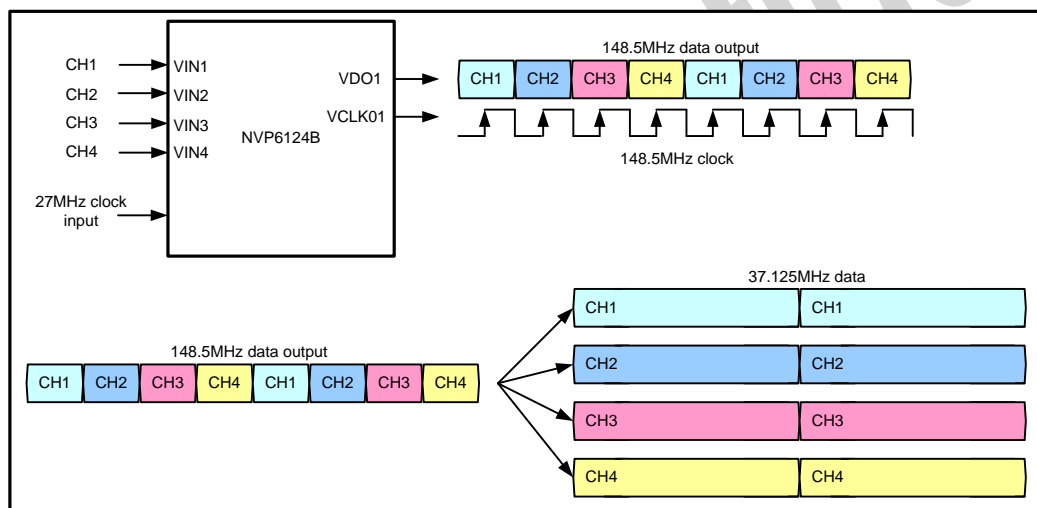 148.5MHz data output
CH1 VIN1
CH2 VIN2
CH3 VIN3
CH4 VIN4
VDO1
VCLK01
NVP6124B
CH1 CH2 CH3 CH4 CH1 CH2 CH3 CH4
148.5MHz clock
27MHz clock
input
37.125MHz data
148.5MHz data output
CH1 CH2 CH3 CH4 CH1 CH2 CH3 CH4
CH1 CH1
CH2 CH2
CH3 CH3
CH4 CH4